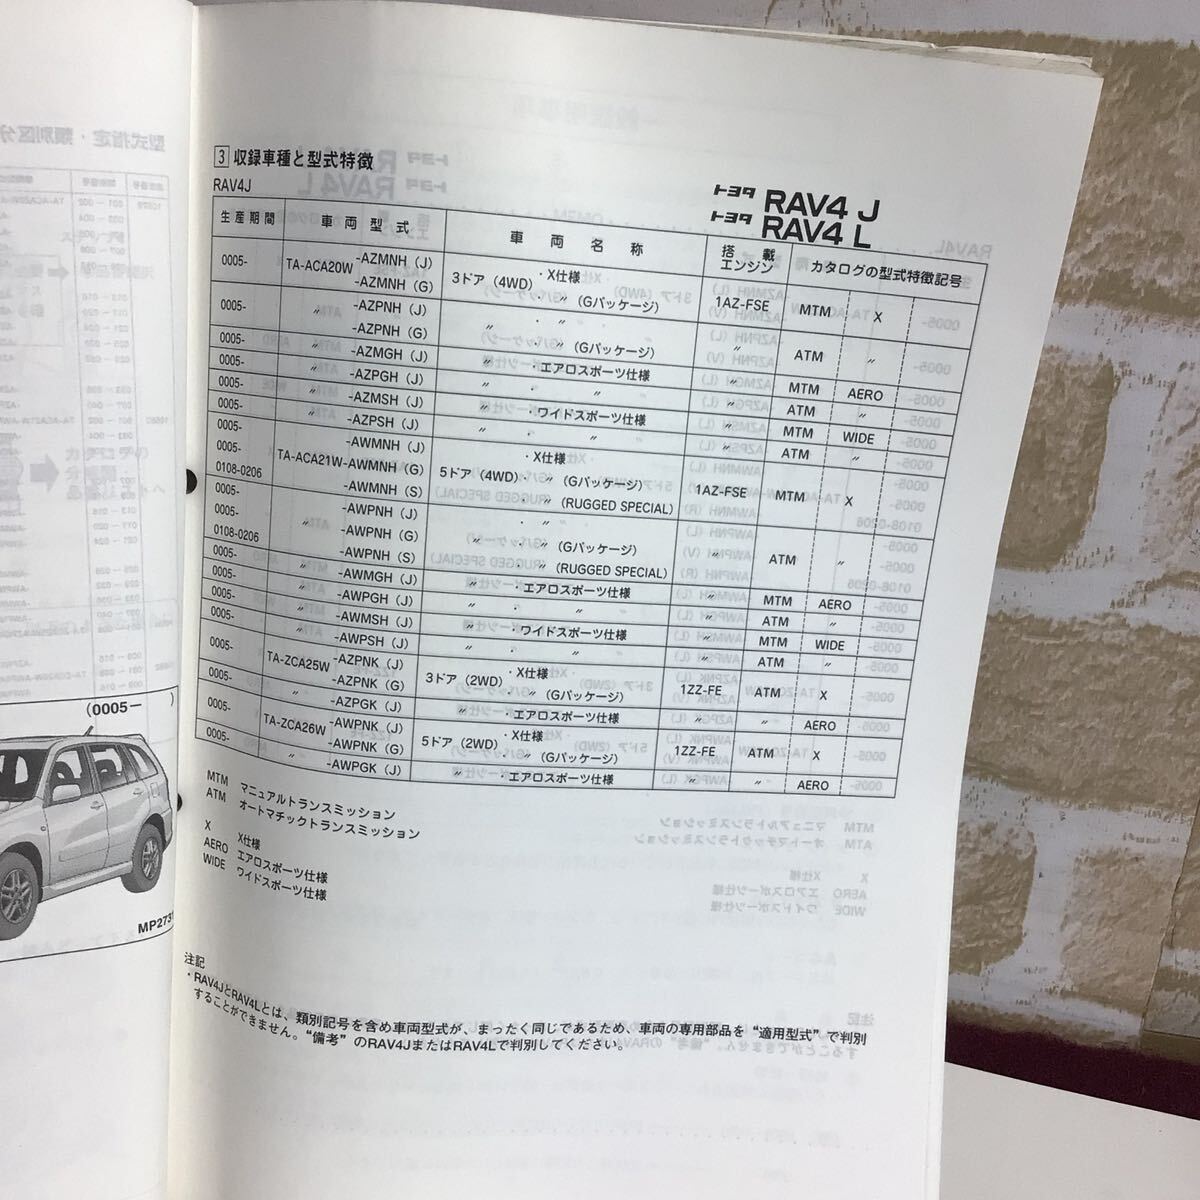 ③ 収録車種と型式特徴
RAV4J
トヨタ RAV4 J
トヨタ RAV4 L
生産期間 車両型式 車両名称 搭載エンジン カタログの型式特徴記号
0005- TA-ACA20W -AZMNH (J) 3ドア (4WD) ・X仕様 1AZ-FSE MTM X
-AZMNH (G) ・ 〃 (Gパッケージ)
0005- 〃 -AZPNH (J) 〃 ・ 〃 〃 ATM 〃
-AZPNH (G) ・ 〃 (Gパッケージ)
0005- 〃 -AZMGH (J) 〃 ・エアロスポーツ仕様 〃 MTM AERO
0005- 〃 -AZPGH (J) 〃 ・ 〃 〃 ATM 〃
0005- 〃 -AZMSH (J) 〃 ・ワイドスポーツ仕様 〃 MTM WIDE
0005- 〃 -AZPSH (J) 〃 ・ 〃 〃 ATM 〃
0005- TA-ACA21W -AWMNH (J) 5ドア (4WD) ・X仕様 1AZ-FSE MTM X
0005- -AWMNH (G) ・ 〃 (Gパッケージ)
0108-0206 -AWMNH (S) ・ 〃 (RUGGED SPECIAL)
0005- 〃 -AWPNH (J) 〃 ・ 〃 〃 ATM 〃
0005- -AWPNH (G) ・ 〃 (Gパッケージ)
0108-0206 -AWPNH (S) ・ 〃 (RUGGED SPECIAL)
0005- 〃 -AWMGH (J) 〃 ・エアロスポーツ仕様 〃 MTM AERO
0005- 〃 -AWPGH (J) 〃 ・ 〃 〃 ATM 〃
0005- 〃 -AWMSH (J) 〃 ・ワイドスポーツ仕様 〃 MTM WIDE
0005- 〃 -AWPSH (J) 〃 ・ 〃 〃 ATM 〃
0005- TA-ZCA25W -AZPNK (J) 3ドア (2WD) ・X仕様 1ZZ-FE ATM X
-AZPNK (G) ・ 〃 (Gパッケージ)
0005- 〃 -AZPGK (J) 〃 ・エアロスポーツ仕様 〃 〃 AERO
0005- TA-ZCA26W -AWPNK (J) 5ドア (2WD) ・X仕様 1ZZ-FE ATM X
-AWPNK (G) ・ 〃 (Gパッケージ)
0005- 〃 -AWPGK (J) 〃 ・エアロスポーツ仕様 〃 〃 AERO
MTM マニュアルトランスミッション
ATM オートマチックトランスミッション
X X仕様
AERO エアロスポーツ仕様
WIDE ワイドスポーツ仕様
注記
・RAV4JとRAV4Lとは、類別記号を含め車両型式が、まったく同じであるため、車両の専用部品を“適用型式”で判別
することができません。“備考”のRAV4JまたはRAV4Lで判別してください。
(0005- )
MP273